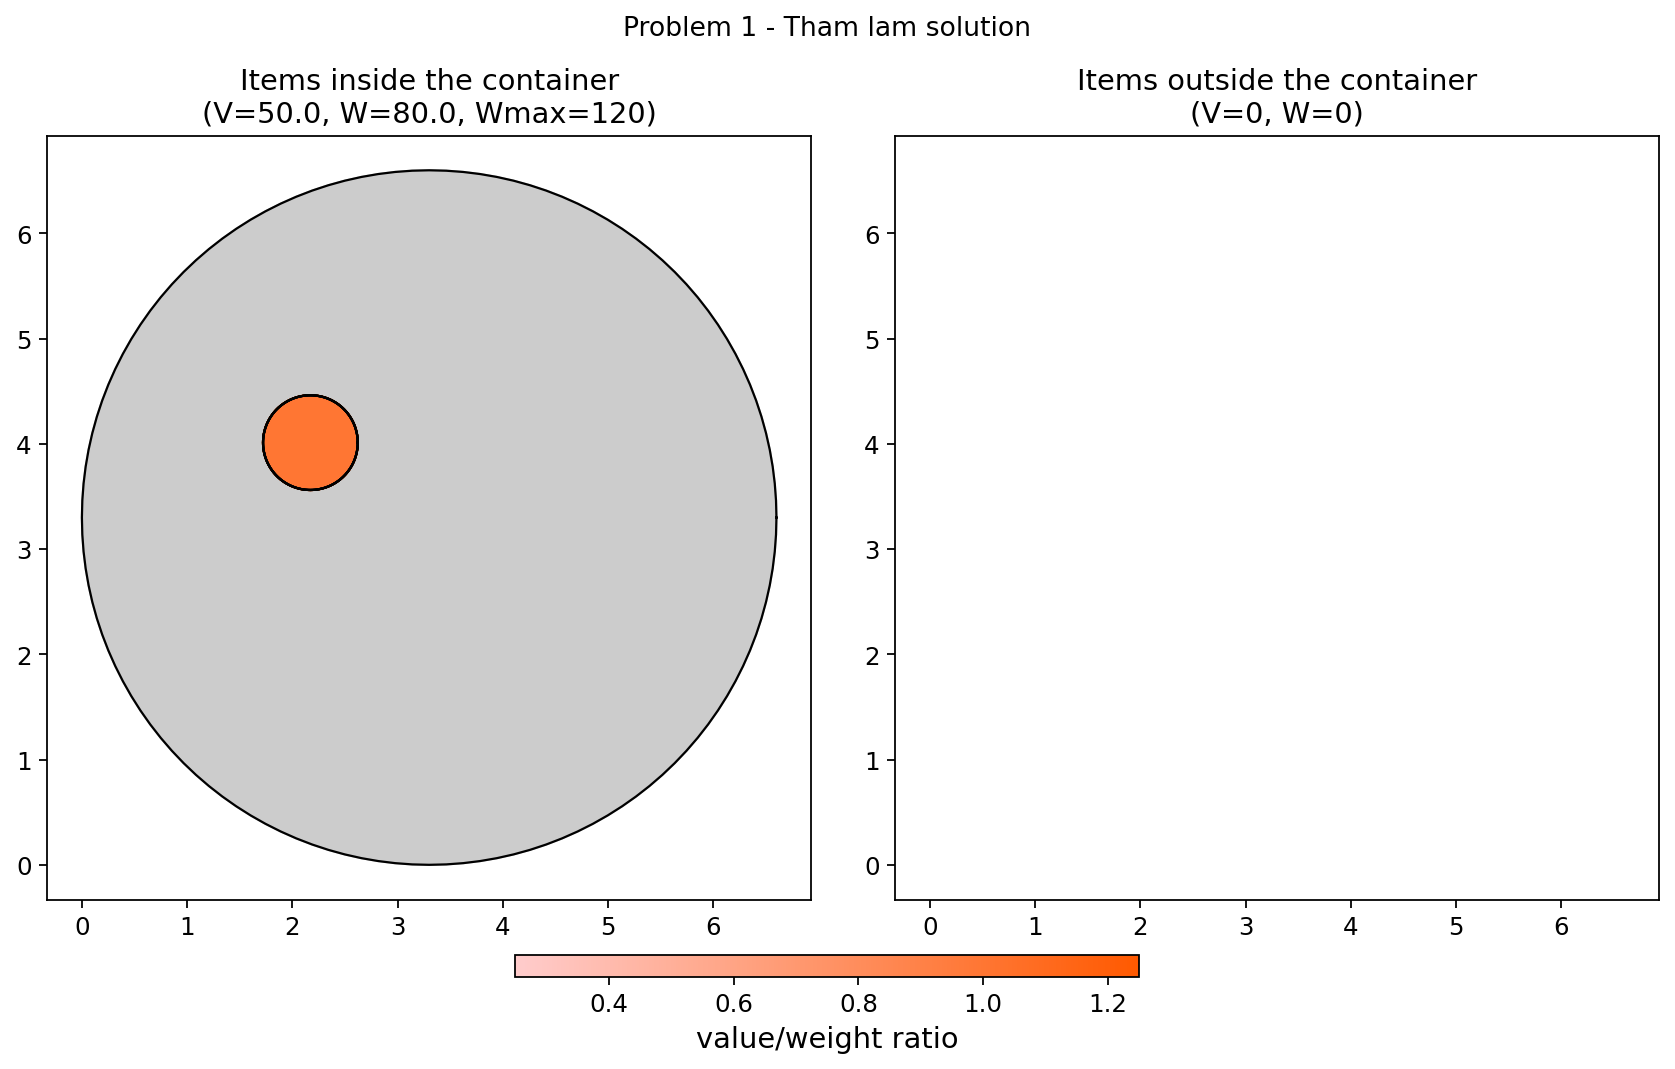 Problem 1 - Tham lam solution
Items inside the container
(V=50.0, W=80.0, Wmax=120)
6
5
4
3
2
1
0
0 1 2 3 4 5 6
Items outside the container
(V=0, W=0)
6
5
4
3
2
1
0
0 1 2 3 4 5 6
0.4 0.6 0.8 1.0 1.2
value/weight ratio